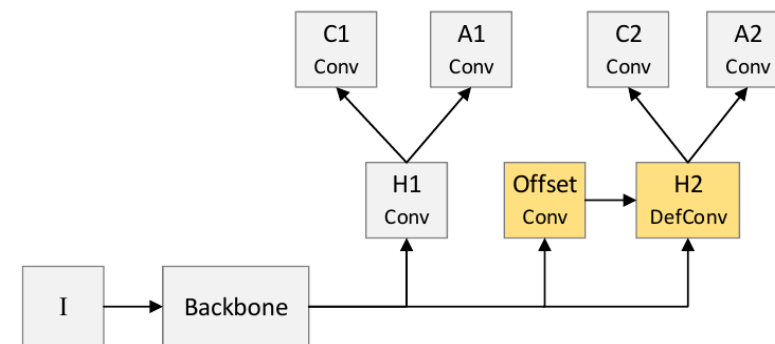 C1
Conv
A1
Conv
C2
Conv
A2
Conv
H1
Conv
Offset
Conv
H2
DefConv
I
Backbone